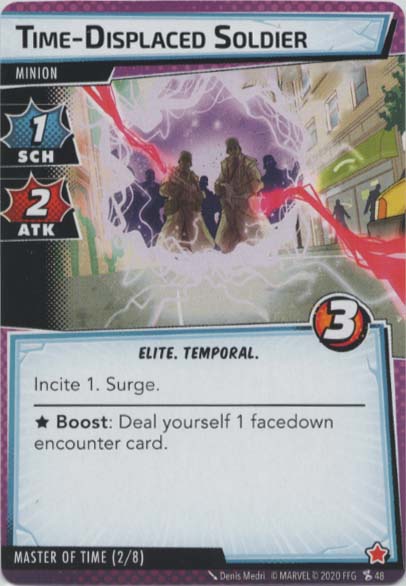 TIME-DISPLACED SOLDIER
MINION
1
SCH
2
ATK
3
ELITE. TEMPORAL.
Incite 1. Surge.
★ Boost: Deal yourself 1 facedown
encounter card.
MASTER OF TIME (2/8)
Denis Medri © MARVEL © 2020 FFG 48